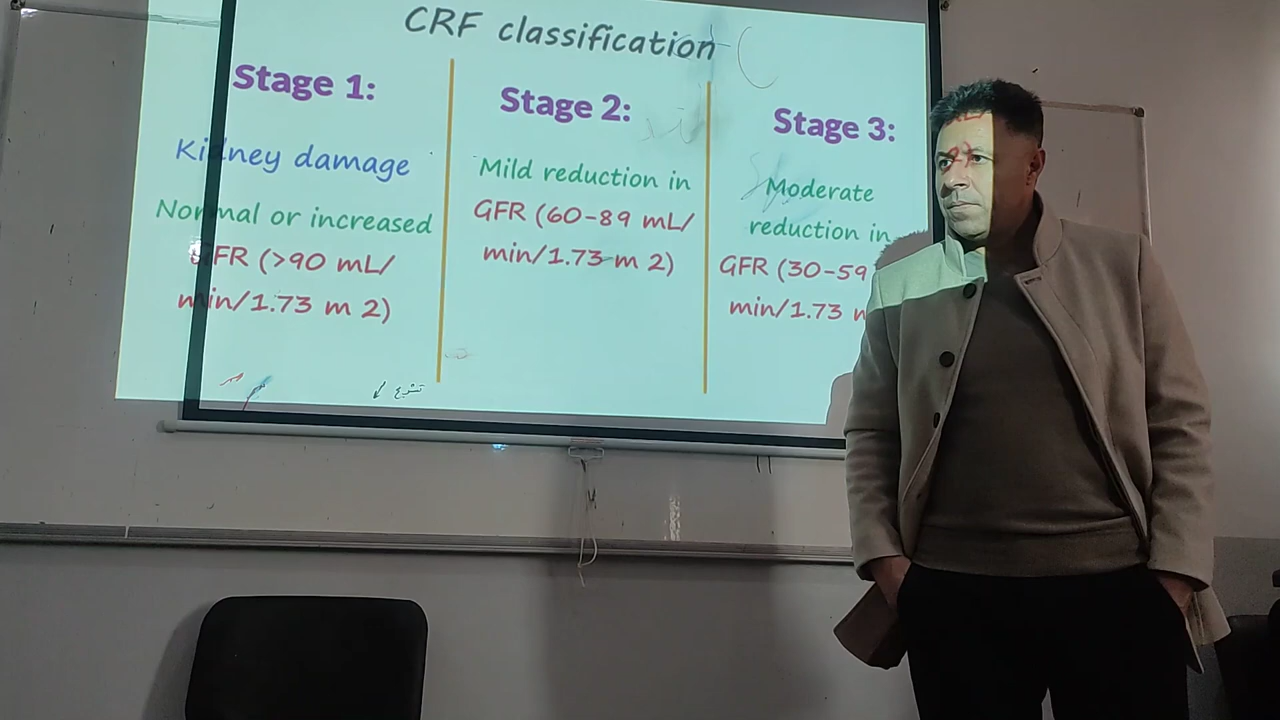 CRF classification
Stage 1:
Kidney damage
Normal or increased
GFR (>90 mL/
min/1.73 m 2)
Stage 2:
Mild reduction in
GFR (60-89 mL/
min/1.73 m 2)
Stage 3:
Moderate
reduction in
GFR (30-59
min/1.73 m